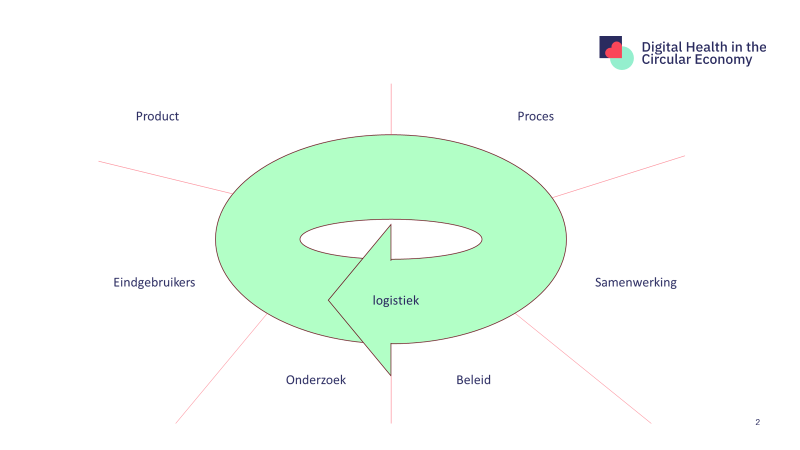 Digital Health in the
Circular Economy
Product
Proces
Eindgebruikers
Samenwerking
logistiek
Onderzoek
Beleid
2